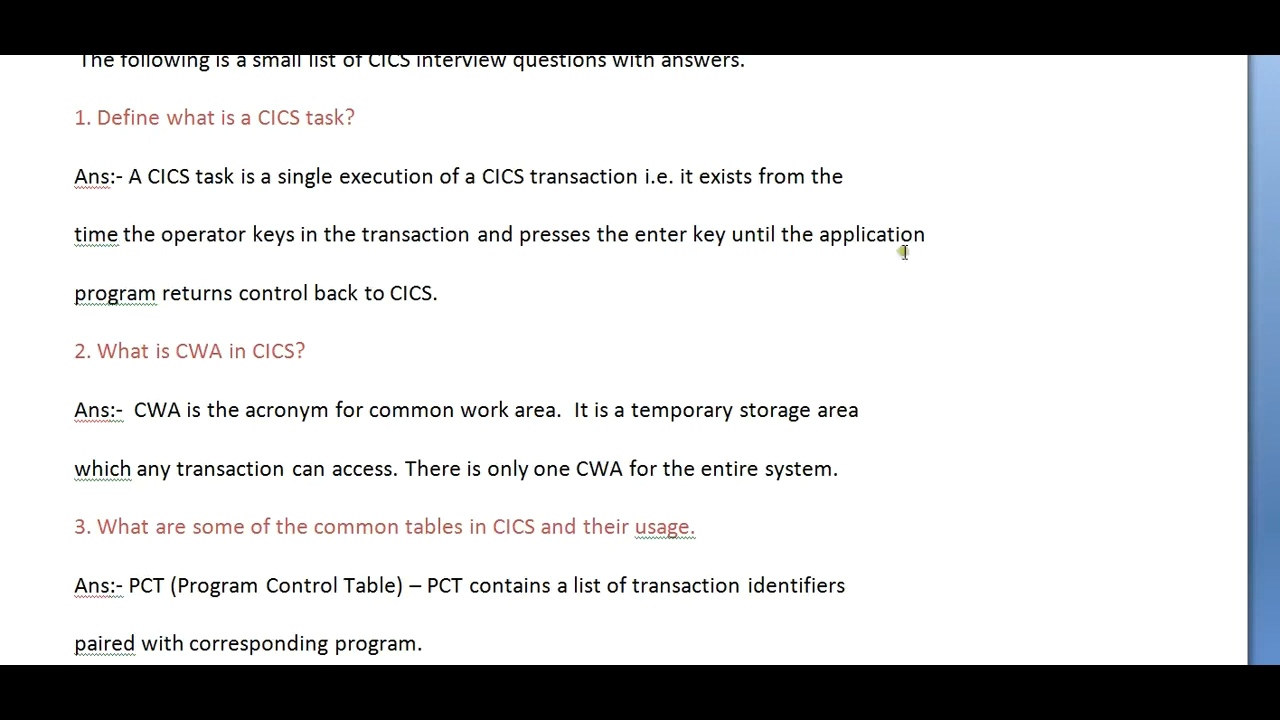 The following is a small list of CICS interview questions with answers.
1. Define what is a CICS task?
Ans:- A CICS task is a single execution of a CICS transaction i.e. it exists from the
time the operator keys in the transaction and presses the enter key until the application
program returns control back to CICS.
2. What is CWA in CICS?
Ans:-  CWA is the acronym for common work area.  It is a temporary storage area
which any transaction can access. There is only one CWA for the entire system.
3. What are some of the common tables in CICS and their usage.
Ans:- PCT (Program Control Table) – PCT contains a list of transaction identifiers
paired with corresponding program.